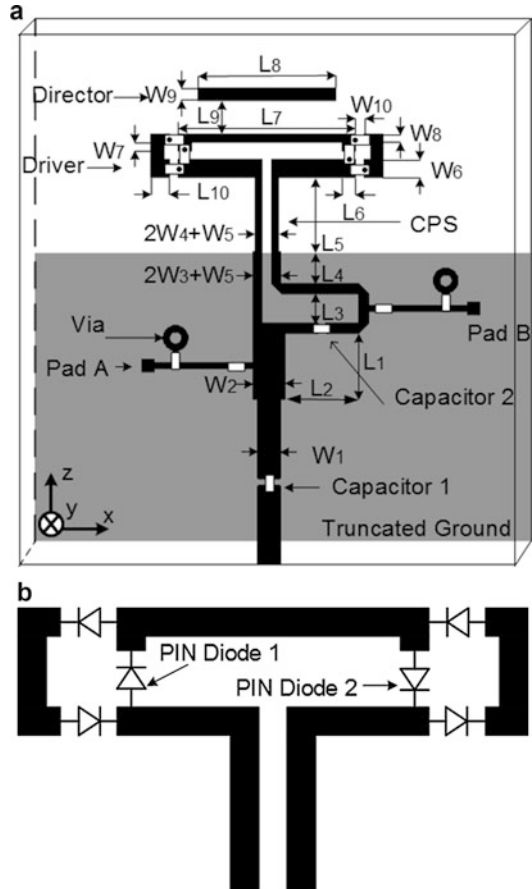 a
L8
Director
W9
W10
L9
L7
W8
W7
Driver
W6
L10
L6
2W4+W5
CPS
L5
2W3+W5
L4
Via
L3
Pad B
Pad A
L1
W2
L2
Capacitor 2
W1
z
Capacitor 1
y
x
Truncated Ground
b
PIN Diode 1
PIN Diode 2